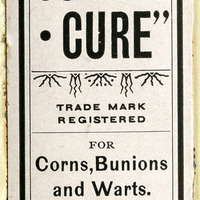 • CURE”
TRADE MARK
REGISTERED
FOR
Corns, Bunions
and Warts.